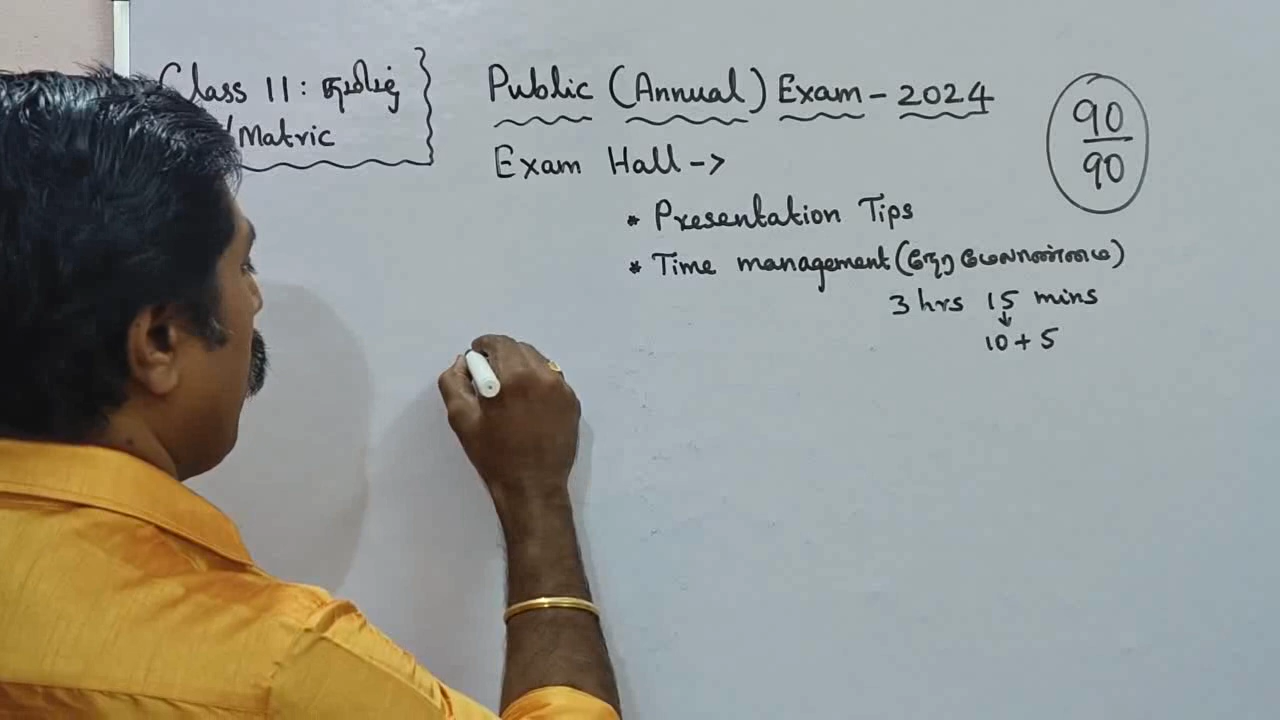 Class 11: தமிழ்
/Matric
Public (Annual) Exam - 2024
90
90
Exam Hall ->
* Presentation Tips
* Time management (நேர மேலாண்மை)
3 hrs 15 mins
↓
10 + 5